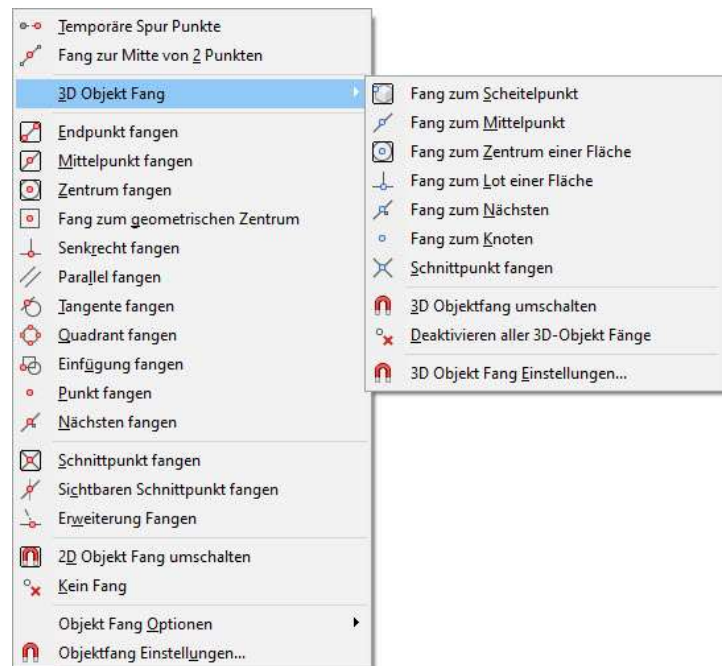 Temporäre Spur Punkte
Fang zur Mitte von 2 Punkten
3D Objekt Fang
Endpunkt fangen
Mittelpunkt fangen
Zentrum fangen
Fang zum geometrischen Zentrum
Senkrecht fangen
Parallel fangen
Tangente fangen
Quadrant fangen
Einfügung fangen
Punkt fangen
Nächsten fangen
Schnittpunkt fangen
Sichtbaren Schnittpunkt fangen
Erweiterung Fangen
2D Objekt Fang umschalten
Kein Fang
Objekt Fang Optionen
Objektfang Einstellungen...
Fang zum Scheitelpunkt
Fang zum Mittelpunkt
Fang zum Zentrum einer Fläche
Fang zum Lot einer Fläche
Fang zum Nächsten
Fang zum Knoten
Schnittpunkt fangen
3D Objektfang umschalten
Deaktivieren aller 3D-Objekt Fänge
3D Objekt Fang Einstellungen...